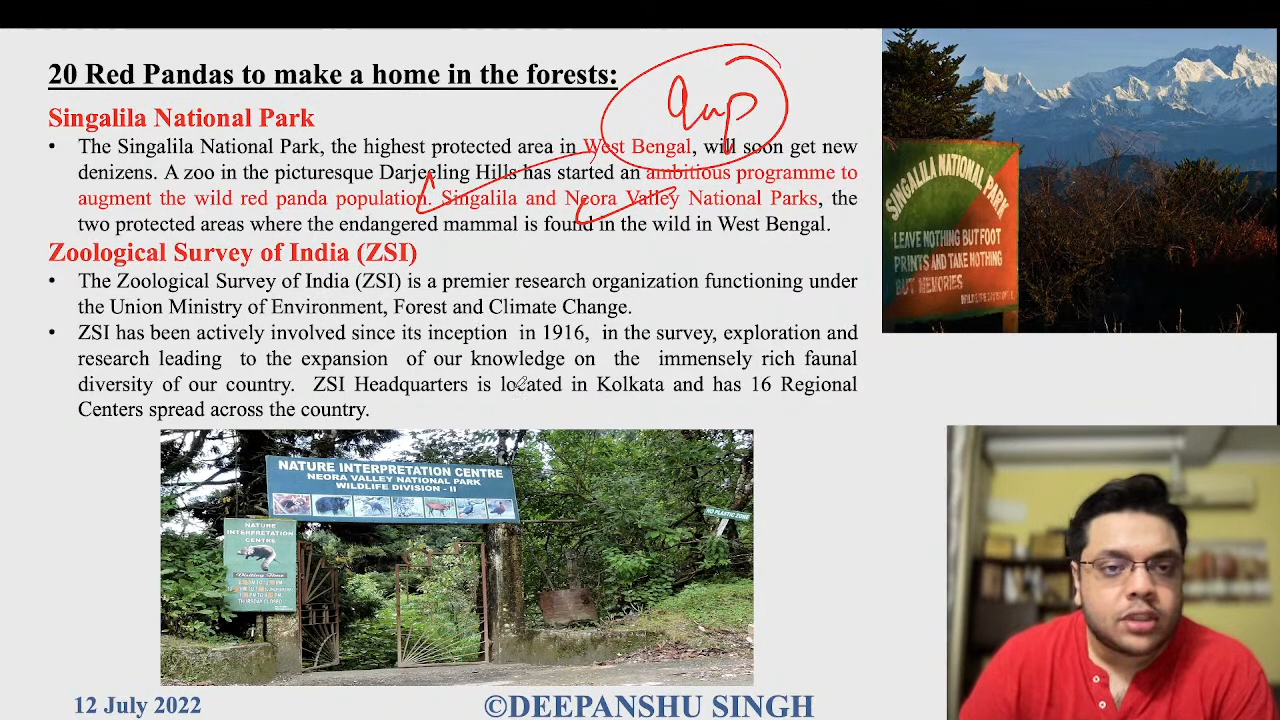 20 Red Pandas to make a home in the forests:
Singalila National Park
• The Singalila National Park, the highest protected area in West Bengal, will soon get new
denizens. A zoo in the picturesque Darjeeling Hills has started an ambitious programme to
augment the wild red panda population. Singalila and Neora Valley National Parks, the
two protected areas where the endangered mammal is found in the wild in West Bengal.
Zoological Survey of India (ZSI)
• The Zoological Survey of India (ZSI) is a premier research organization functioning under
the Union Ministry of Environment, Forest and Climate Change.
• ZSI has been actively involved since its inception in 1916, in the survey, exploration and
research leading to the expansion of our knowledge on the immensely rich faunal
diversity of our country. ZSI Headquarters is located in Kolkata and has 16 Regional
Centers spread across the country.
SINGALILA NATIONAL PARK
LEAVE NOTHING BUT FOOT
PRINTS AND TAKE NOTHING
BUT MEMORIES
NATURE INTERPRETATION CENTRE
NEORA VALLEY NATIONAL PARK
WILDLIFE DIVISION - II
NO PLASTIC ZONE
NATURE
INTERPRETATION
CENTRE
Visiting Time
THURSDAY CLOSED
12 July 2022
©DEEPANSHU SINGH